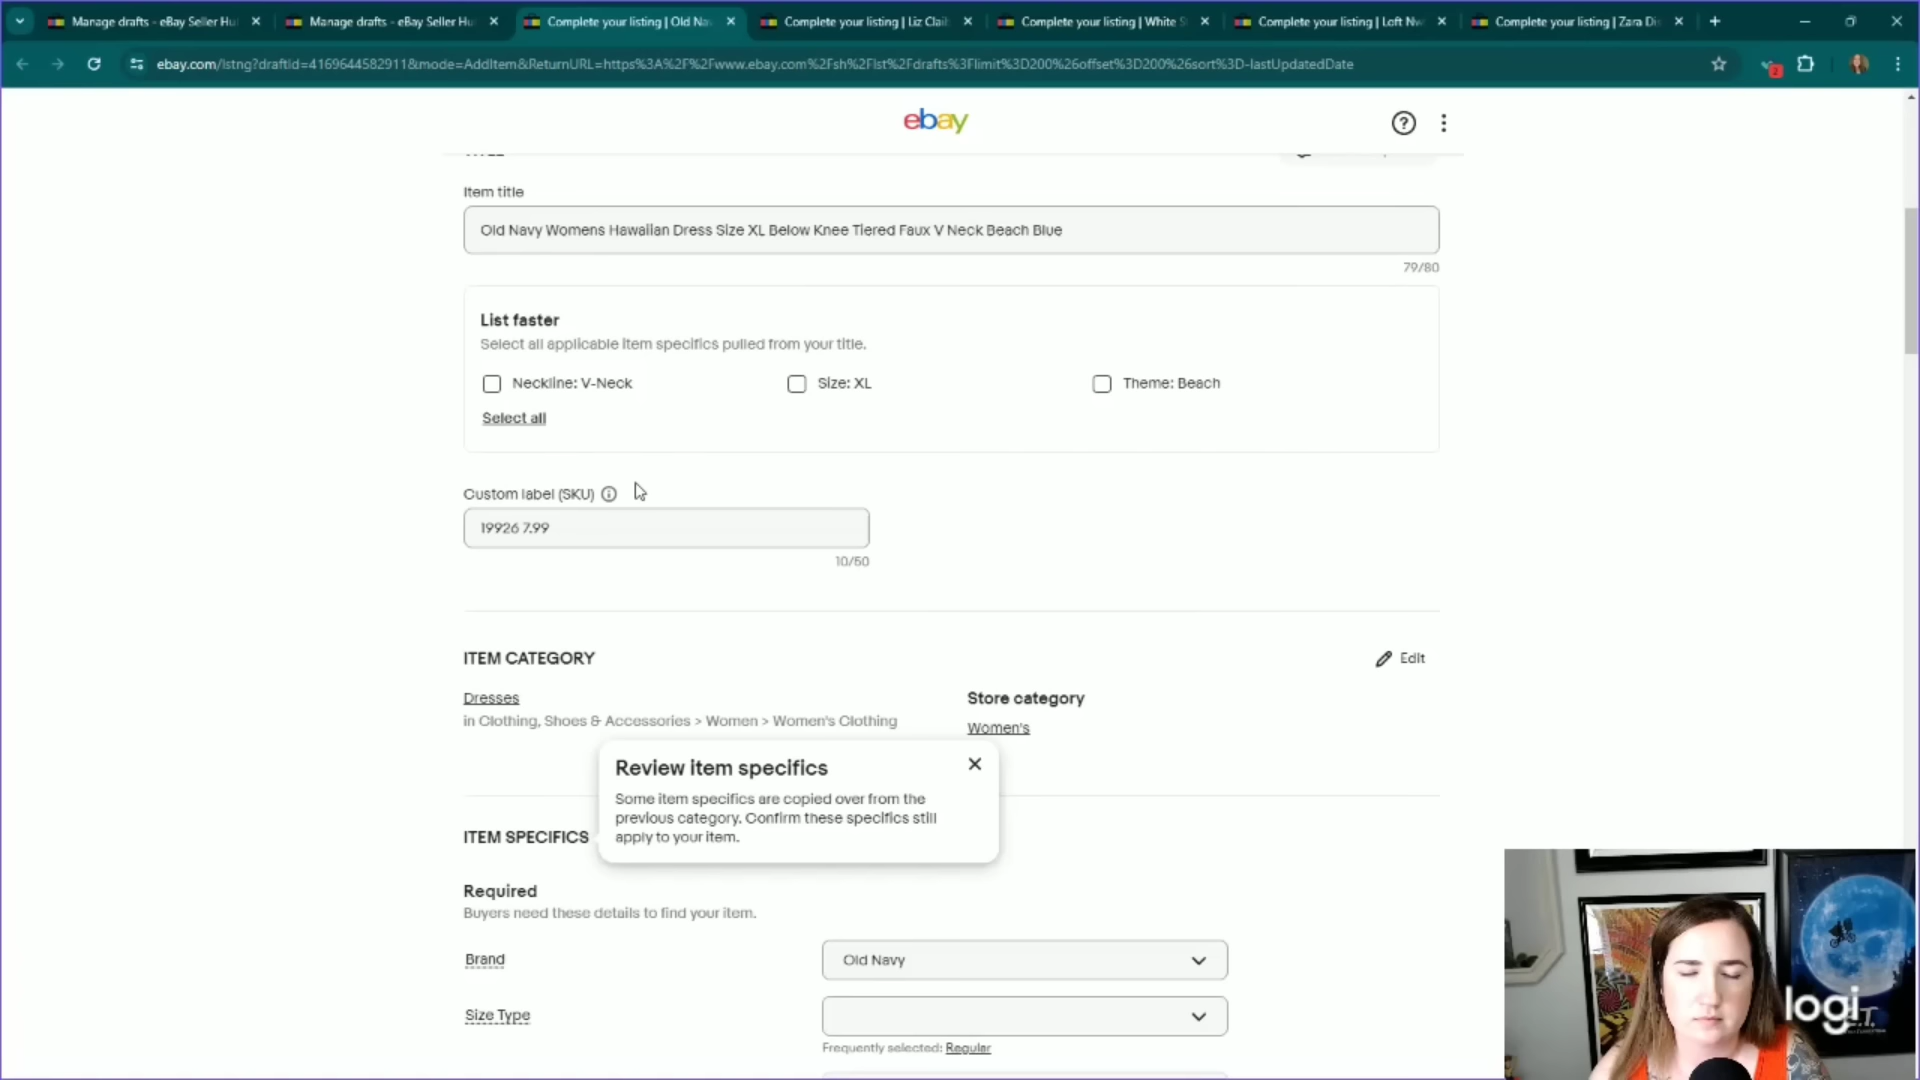 Manage drafts - eBay Seller Hu
Manage drafts - eBay Seller Hu
Complete your listing | Old Na
Complete your listing | Liz Clai
Complete your listing | White S
Complete your listing | Loft Nw
Complete your listing | Zara Di
ebay.com/lstng?draftId=4169644582911&mode=AddItem&ReturnURL=https%3A%2F%2Fwww.ebay.com%2Fsh%2Flst%2Fdrafts%3Flimit%3D200%26offset%3D200%26sort%3D-lastUpdatedDate
2
ebay
Item title
Old Navy Womens Hawaiian Dress Size XL Below Knee Tiered Faux V Neck Beach Blue
79/80
List faster
Select all applicable item specifics pulled from your title.
Neckline: V-Neck
Size: XL
Theme: Beach
Select all
Custom label (SKU)
19926 7.99
10/50
ITEM CATEGORY
Edit
Dresses
in Clothing, Shoes & Accessories > Women > Women's Clothing
Store category
Women's
Review item specifics
Some item specifics are copied over from the
previous category. Confirm these specifics still
apply to your item.
ITEM SPECIFICS
Required
Buyers need these details to find your item.
Brand
Old Navy
Size Type
Frequently selected: Regular
logi
E.T.